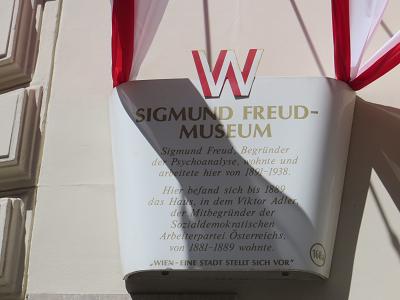 W
SIGMUND FREUD-
MUSEUM
Sigmund Freud, Begründer
der Psychoanalyse, wohnte und
arbeitete hier von 1891-1938.
Hier befand sich bis 1889
das Haus, in dem Viktor Adler,
der Mitbegründer der
Sozialdemokratischen
Arbeiterpartei Österreichs,
von 1881-1889 wohnte.
„WIEN - EINE STADT STELLT SICH VOR"